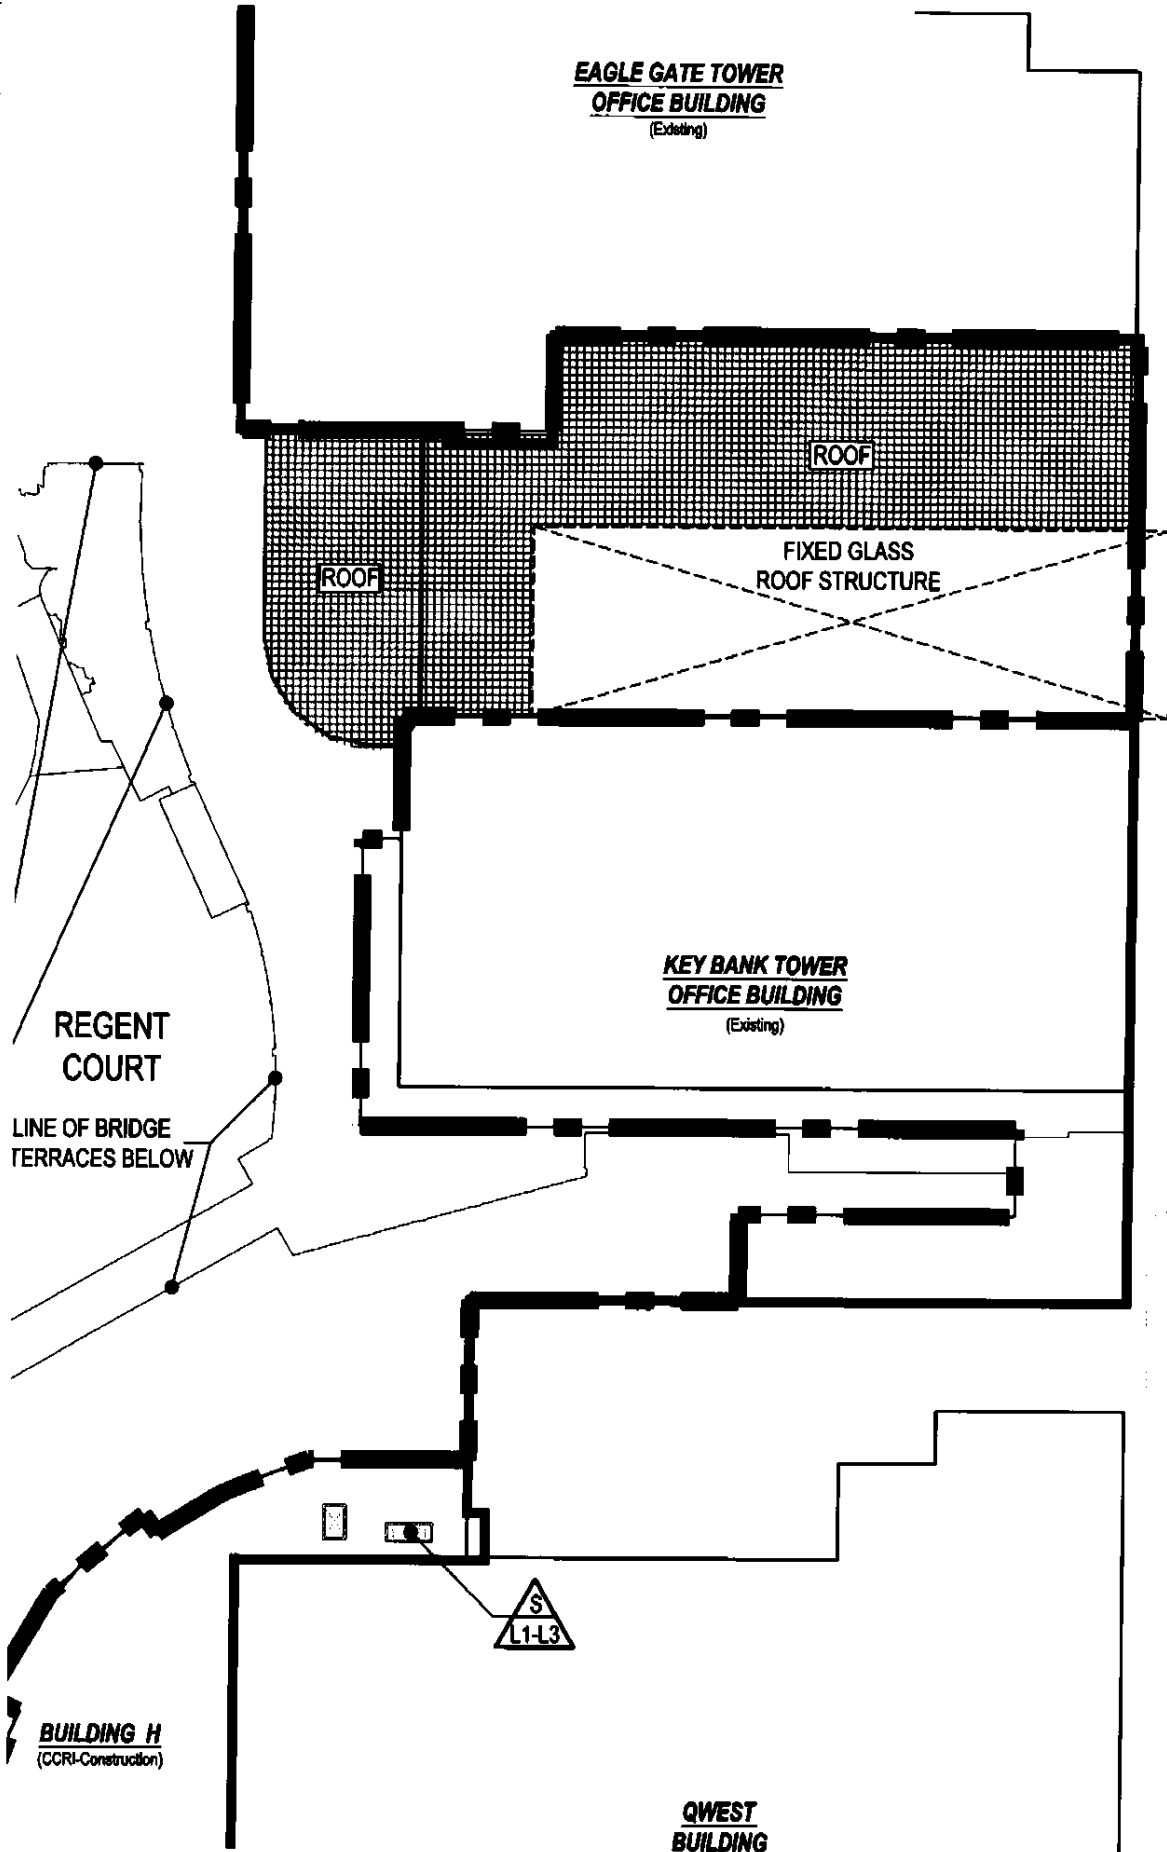 EAGLE GATE TOWER
OFFICE BUILDING
(Existing)
ROOF
FIXED GLASS
ROOF STRUCTURE
ROOF
KEY BANK TOWER
OFFICE BUILDING
(Existing)
REGENT
COURT
LINE OF BRIDGE
TERRACES BELOW
S
L1-L3
BUILDING H
(CCRI-Construction)
QWEST
BUILDING